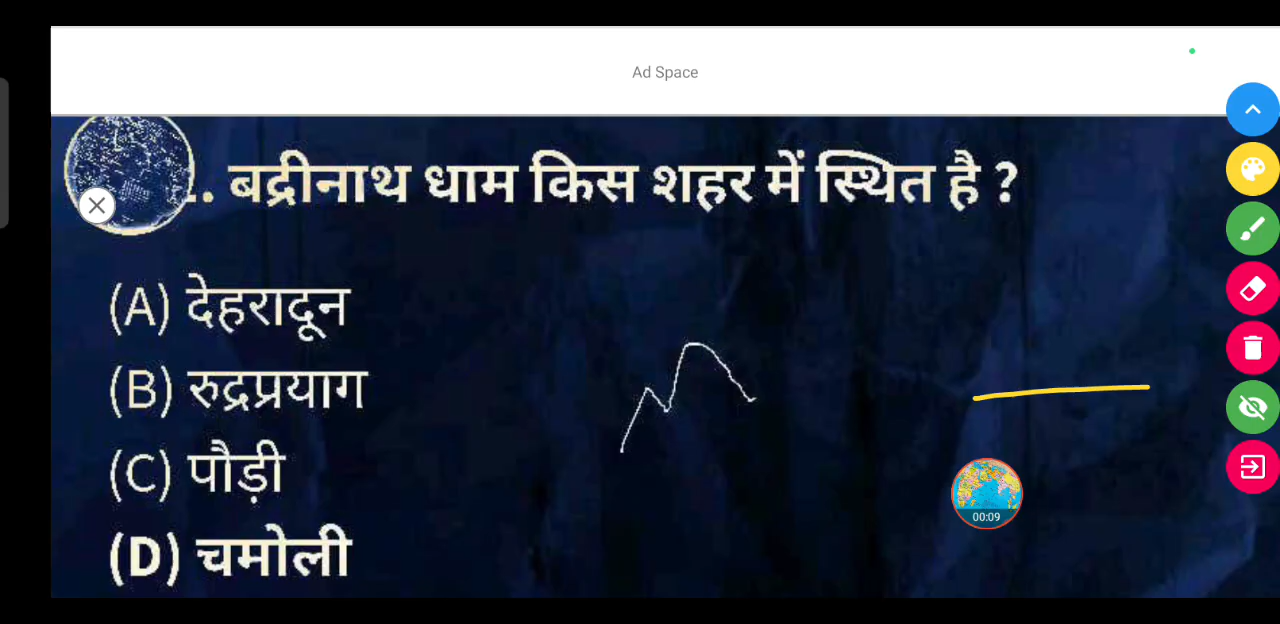 Ad Space
.. बद्रीनाथ धाम किस शहर में स्थित है ?
(A) देहरादून
(B) रुद्रप्रयाग
(C) पौड़ी
(D) चमोली
00:09